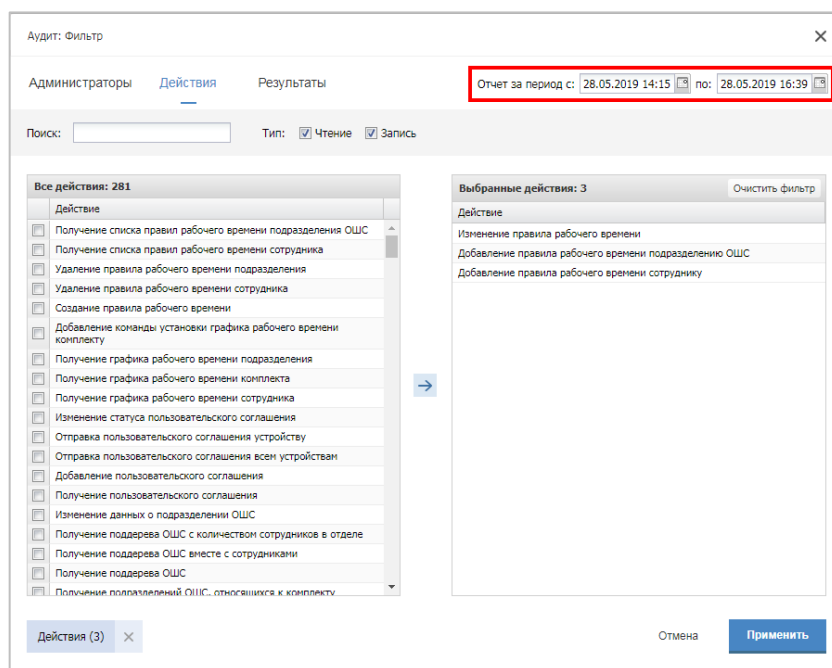 Аудит: Фильтр
Администраторы Действия Результаты Отчет за период с: 28.05.2019 14:15 по: 28.05.2019 16:39
Поиск: Тип: Чтение Запись
Все действия: 281
Действие
Получение списка правил рабочего времени подразделения ОШС
Получение списка правил рабочего времени сотрудника
Удаление правила рабочего времени подразделения
Удаление правила рабочего времени сотрудника
Создание правила рабочего времени
Добавление команды установки графика рабочего времени
комплекту
Получение графика рабочего времени подразделения
Получение графика рабочего времени комплекта
Получение графика рабочего времени сотрудника
Изменение статуса пользовательского соглашения
Отправка пользовательского соглашения устройству
Отправка пользовательского соглашения всем устройствам
Добавление пользовательского соглашения
Получение пользовательского соглашения
Изменение данных о подразделении ОШС
Получение поддерева ОШС с количеством сотрудников в отделе
Получение поддерева ОШС вместе с сотрудниками
Получение поддерева ОШС
Получение подразделений ОШС, относящихся к комплекту
Выбранные действия: 3 Очистить фильтр
Действие
Изменение правила рабочего времени
Добавление правила рабочего времени подразделению ОШС
Добавление правила рабочего времени сотруднику
Действия (3) Отмена Применить